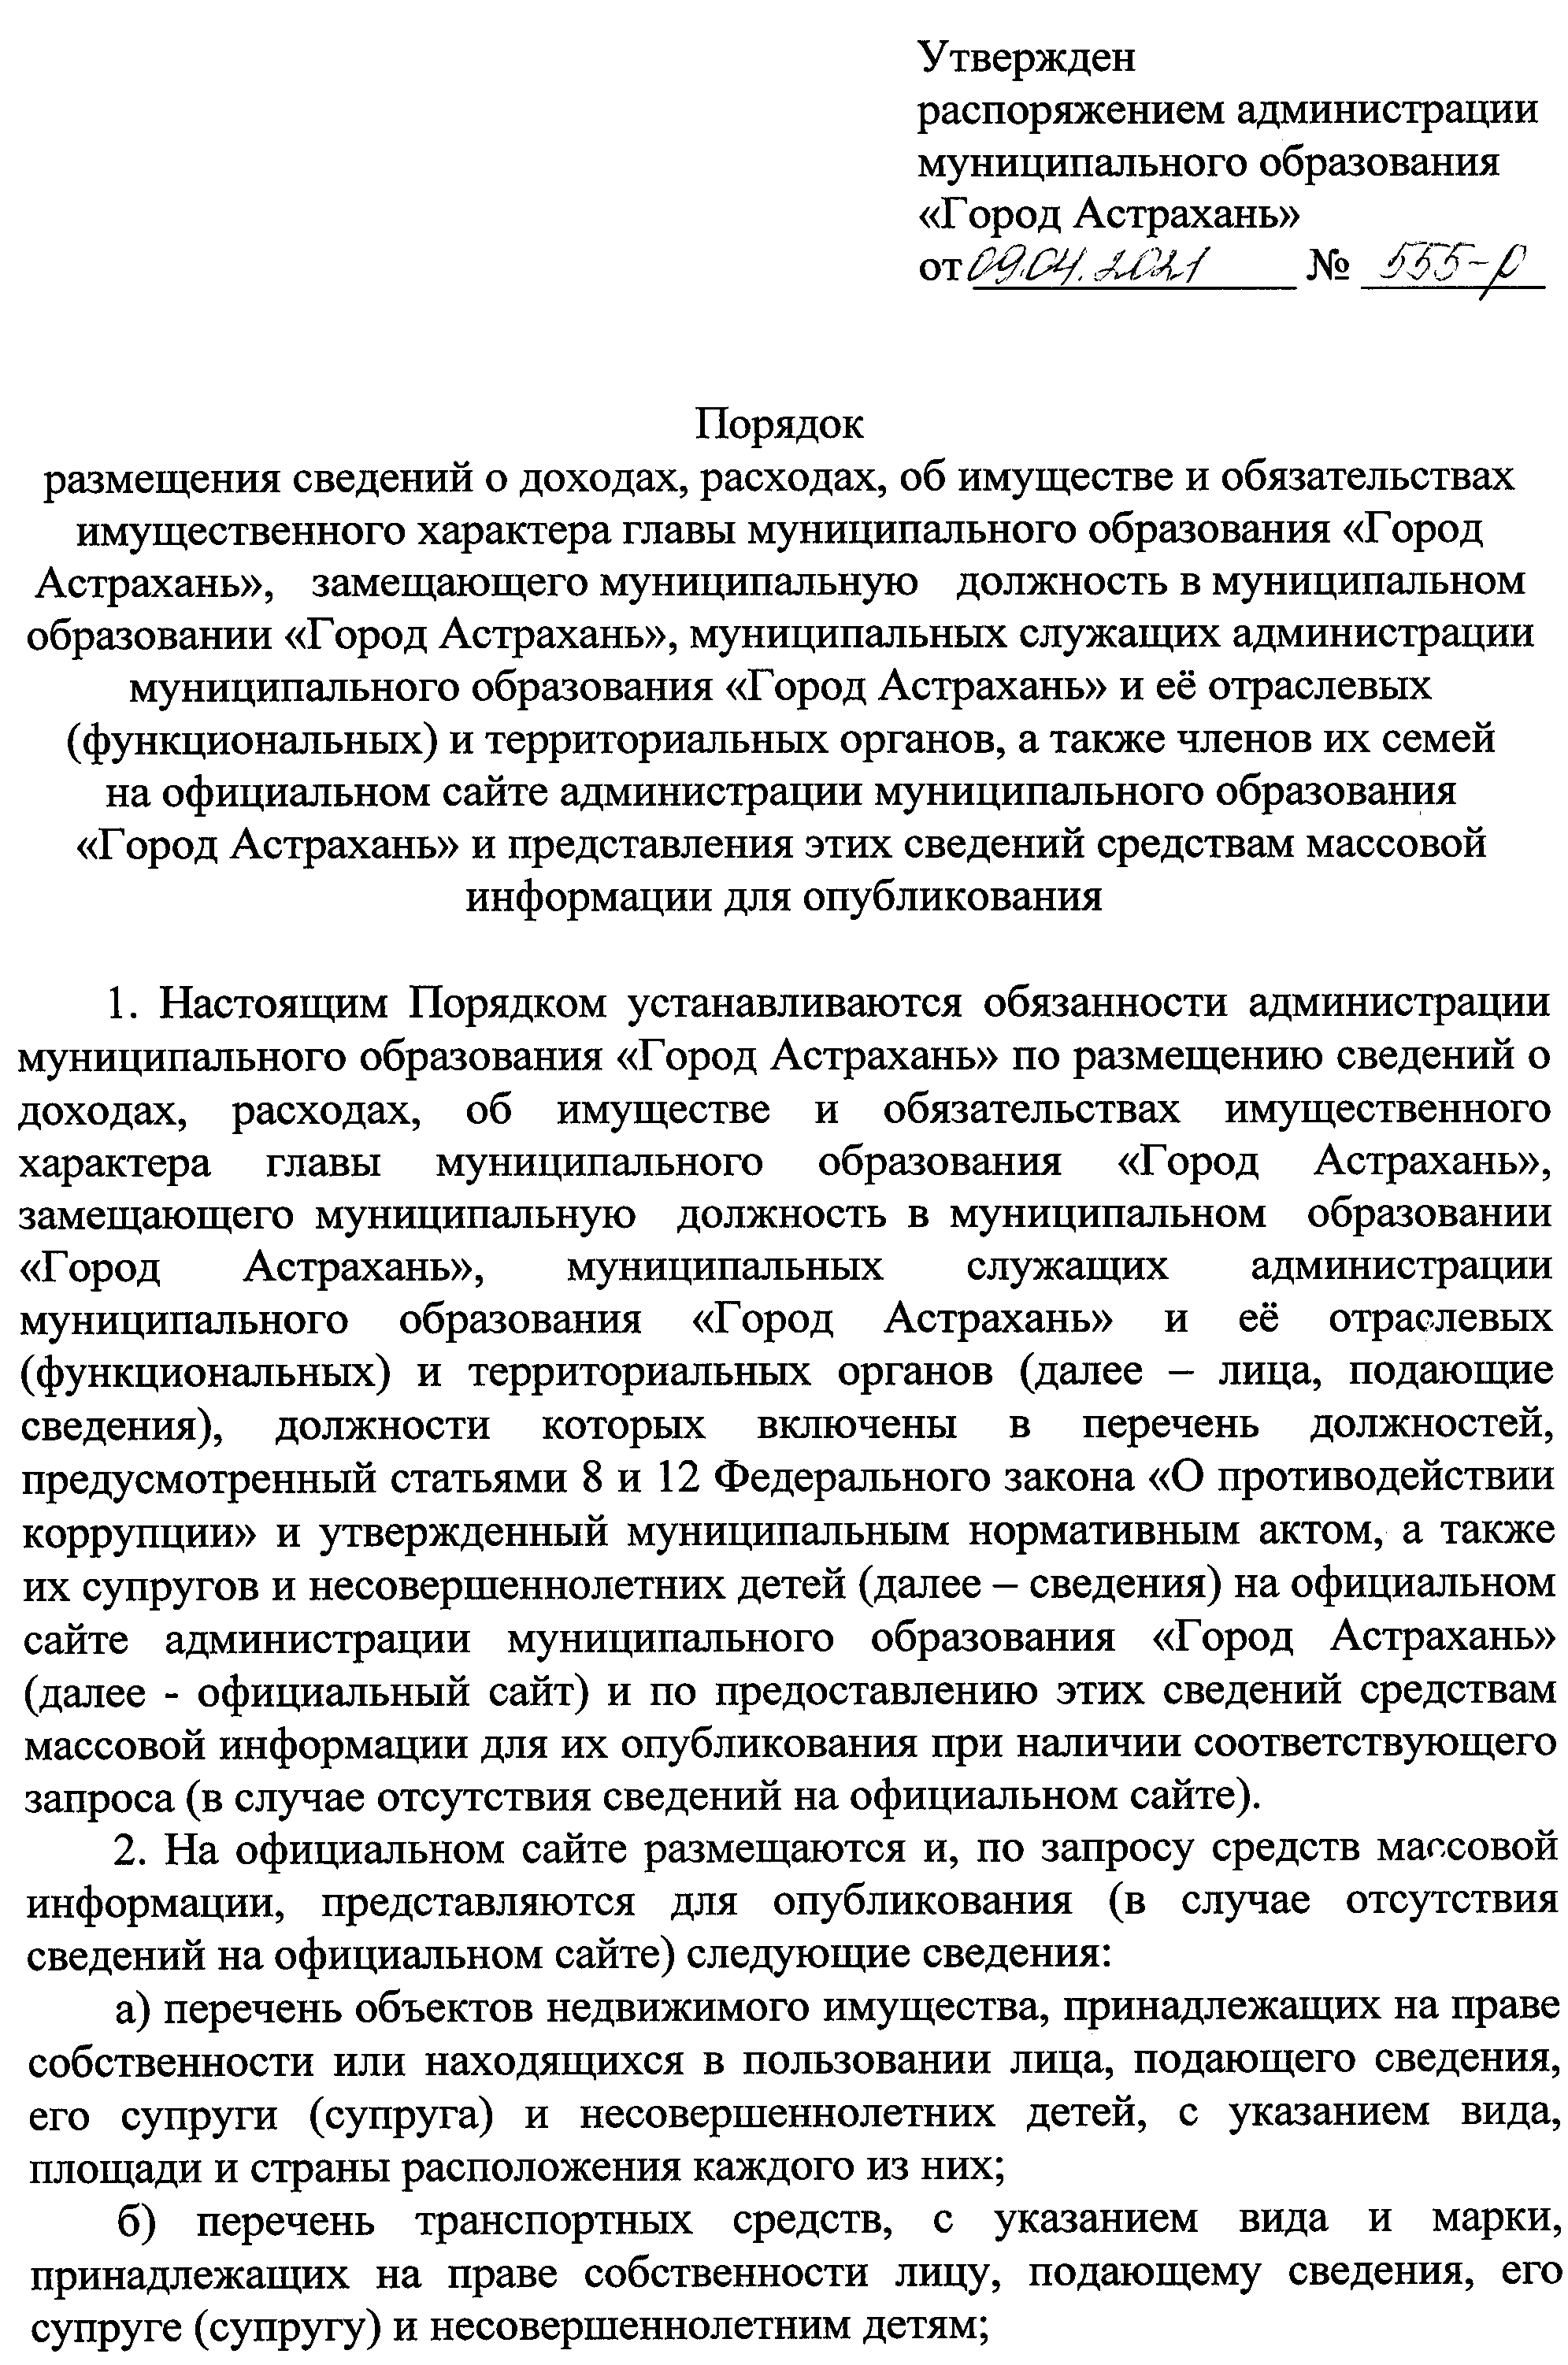 Утвержден
распоряжением администрации
муниципального образования
«Город Астрахань»
от 09.04.2021 № 555-р
Порядок
размещения сведений о доходах, расходах, об имуществе и обязательствах
имущественного характера главы муниципального образования «Город
Астрахань», замещающего муниципальную должность в муниципальном
образовании «Город Астрахань», муниципальных служащих администрации
муниципального образования «Город Астрахань» и её отраслевых
(функциональных) и территориальных органов, а также членов их семей
на официальном сайте администрации муниципального образования
«Город Астрахань» и представления этих сведений средствам массовой
информации для опубликования
1. Настоящим Порядком устанавливаются обязанности администрации
муниципального образования «Город Астрахань» по размещению сведений о
доходах, расходах, об имуществе и обязательствах имущественного
характера главы муниципального образования «Город Астрахань»,
замещающего муниципальную должность в муниципальном образовании
«Город Астрахань», муниципальных служащих администрации
муниципального образования «Город Астрахань» и её отраслевых
(функциональных) и территориальных органов (далее – лица, подающие
сведения), должности которых включены в перечень должностей,
предусмотренный статьями 8 и 12 Федерального закона «О противодействии
коррупции» и утвержденный муниципальным нормативным актом, а также
их супругов и несовершеннолетних детей (далее – сведения) на официальном
сайте администрации муниципального образования «Город Астрахань»
(далее - официальный сайт) и по предоставлению этих сведений средствам
массовой информации для их опубликования при наличии соответствующего
запроса (в случае отсутствия сведений на официальном сайте).
2. На официальном сайте размещаются и, по запросу средств массовой
информации, представляются для опубликования (в случае отсутствия
сведений на официальном сайте) следующие сведения:
а) перечень объектов недвижимого имущества, принадлежащих на праве
собственности или находящихся в пользовании лица, подающего сведения,
его супруги (супруга) и несовершеннолетних детей, с указанием вида,
площади и страны расположения каждого из них;
б) перечень транспортных средств, с указанием вида и марки,
принадлежащих на праве собственности лицу, подающему сведения, его
супруге (супругу) и несовершеннолетним детям;